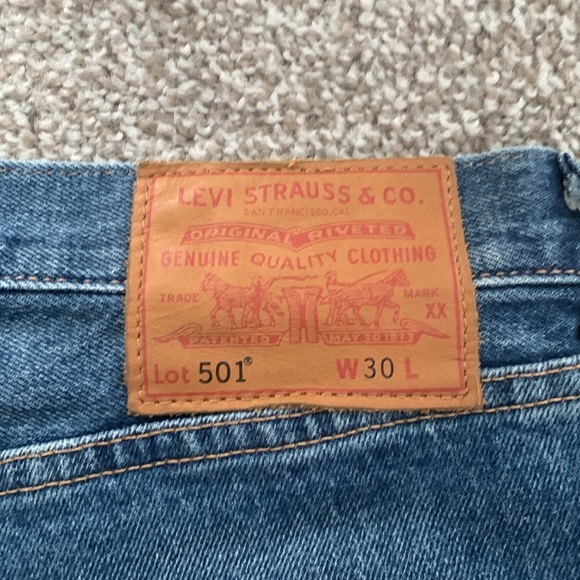 LEVI STRAUSS & CO.
SAN FRANCISCO, CAL.
ORIGINAL RIVETED
GENUINE QUALITY CLOTHING
TRADE MARK
XX
PATENTED MAY 20 1873
Lot 501® W 30 L